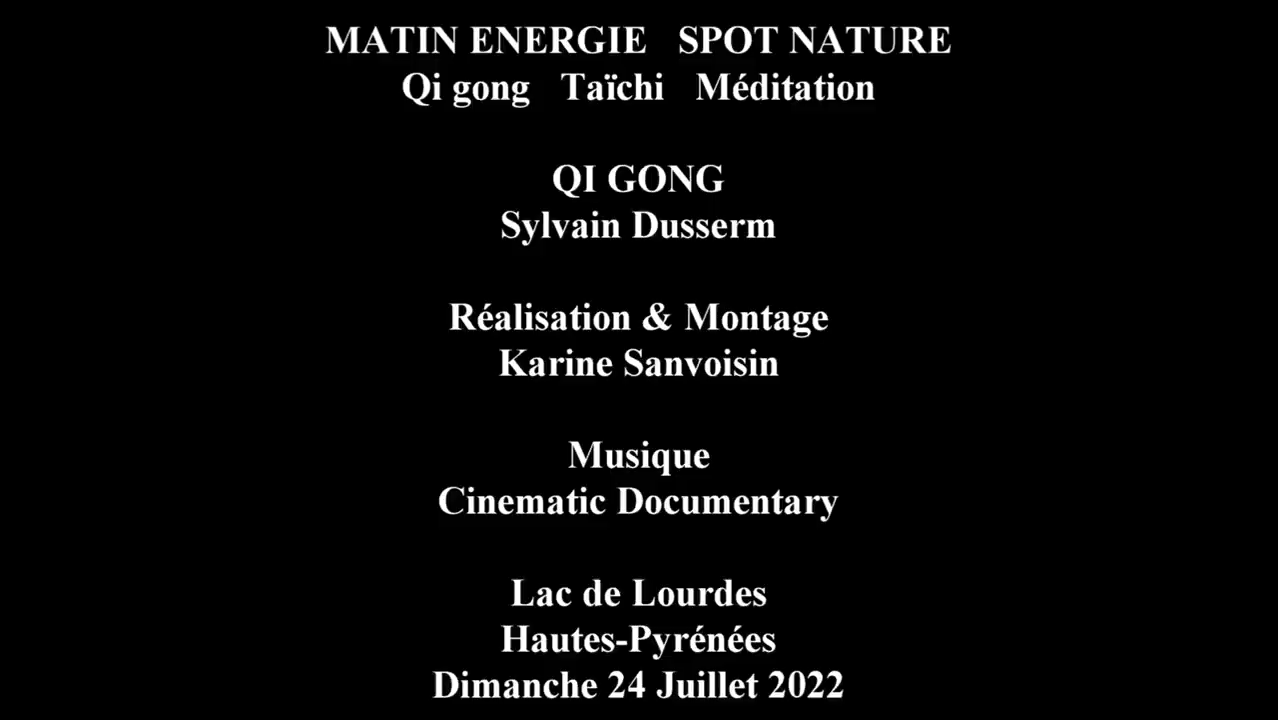 MATIN ENERGIE SPOT NATURE
Qi gong Taïchi Méditation
QI GONG
Sylvain Dusserm
Réalisation & Montage
Karine Sanvoisin
Musique
Cinematic Documentary
Lac de Lourdes
Hautes-Pyrénées
Dimanche 24 Juillet 2022